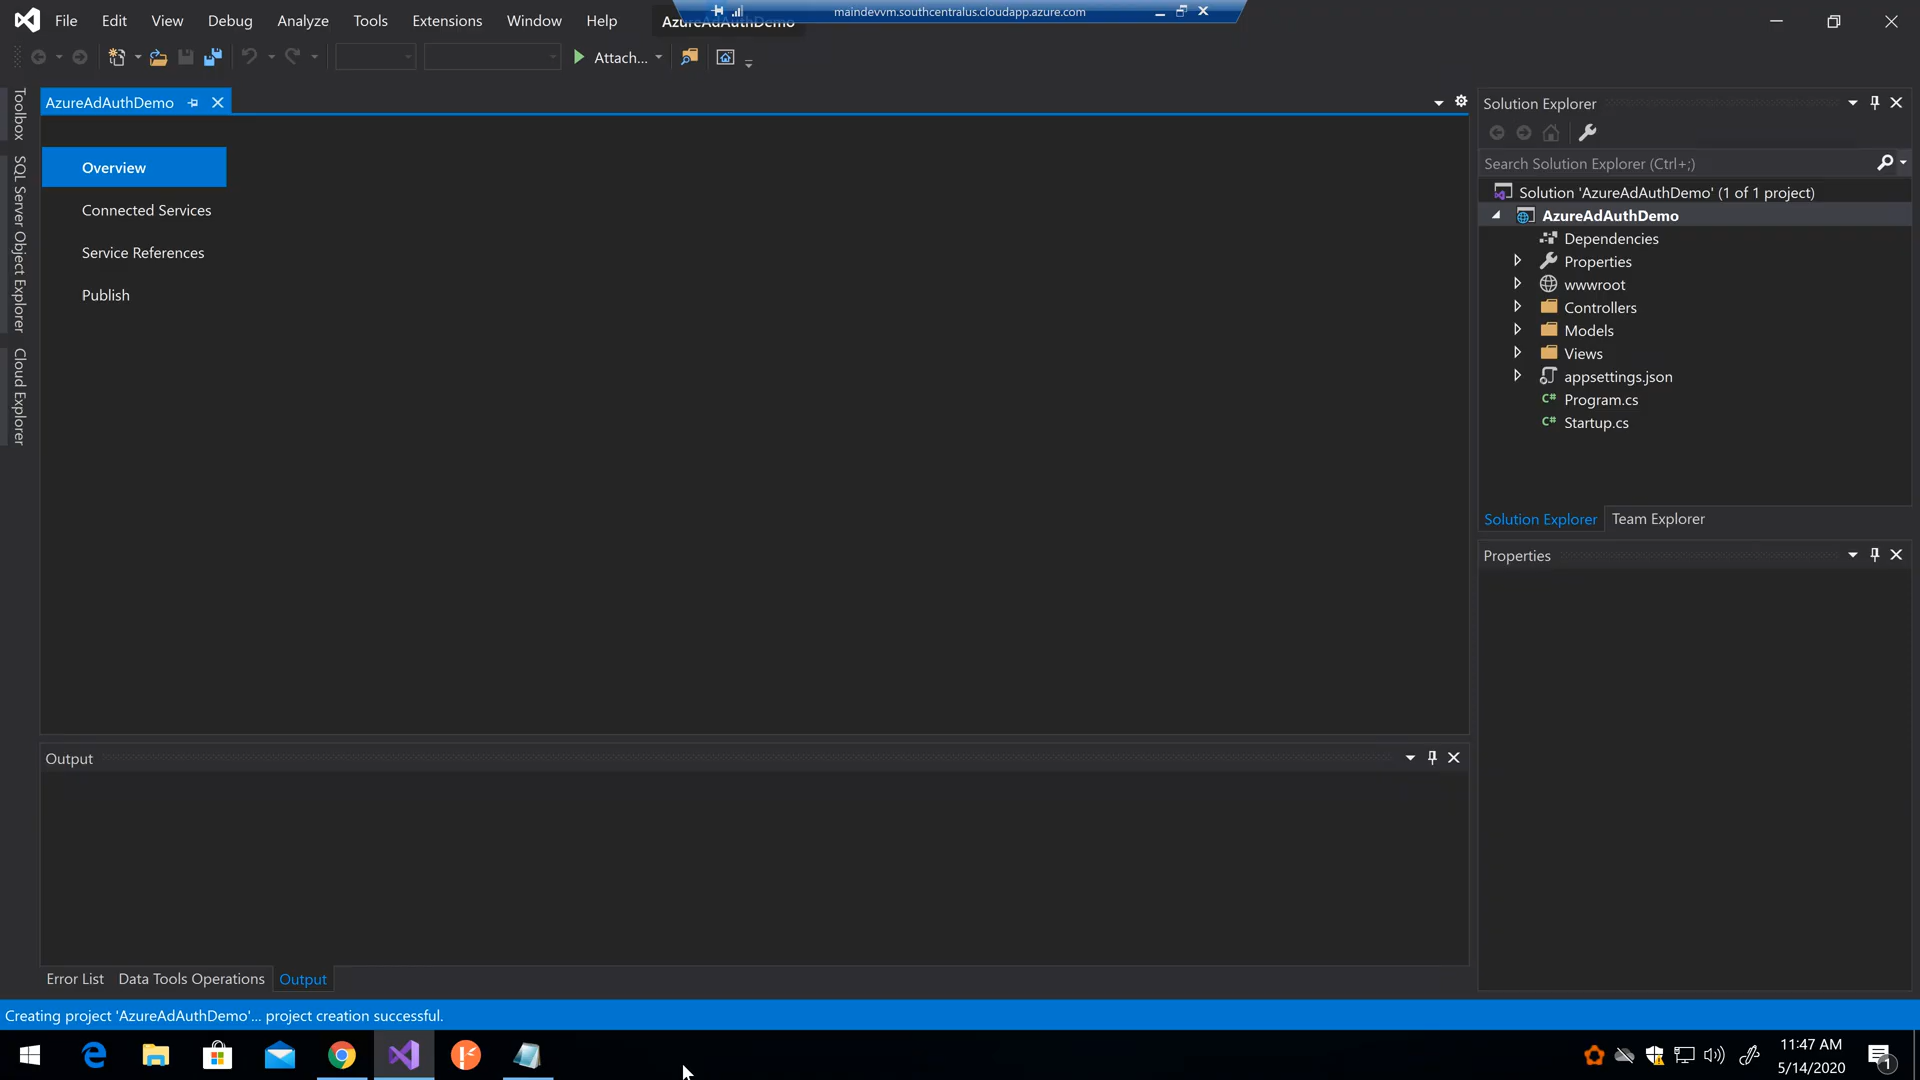 File Edit View Debug Analyze Tools Extensions Window Help
AzureAdAuthDemo
maindevvm.southcentralus.cloudapp.azure.com
Attach...
Toolbox
SQL Server Object Explorer
Cloud Explorer
AzureAdAuthDemo
Overview
Connected Services
Service References
Publish
Solution Explorer
Search Solution Explorer (Ctrl+;)
Solution 'AzureAdAuthDemo' (1 of 1 project)
AzureAdAuthDemo
Dependencies
Properties
wwwroot
Controllers
Models
Views
appsettings.json
C# Program.cs
C# Startup.cs
Solution Explorer Team Explorer
Properties
Output
Error List Data Tools Operations Output
Creating project 'AzureAdAuthDemo'... project creation successful.
11:47 AM
5/14/2020
1